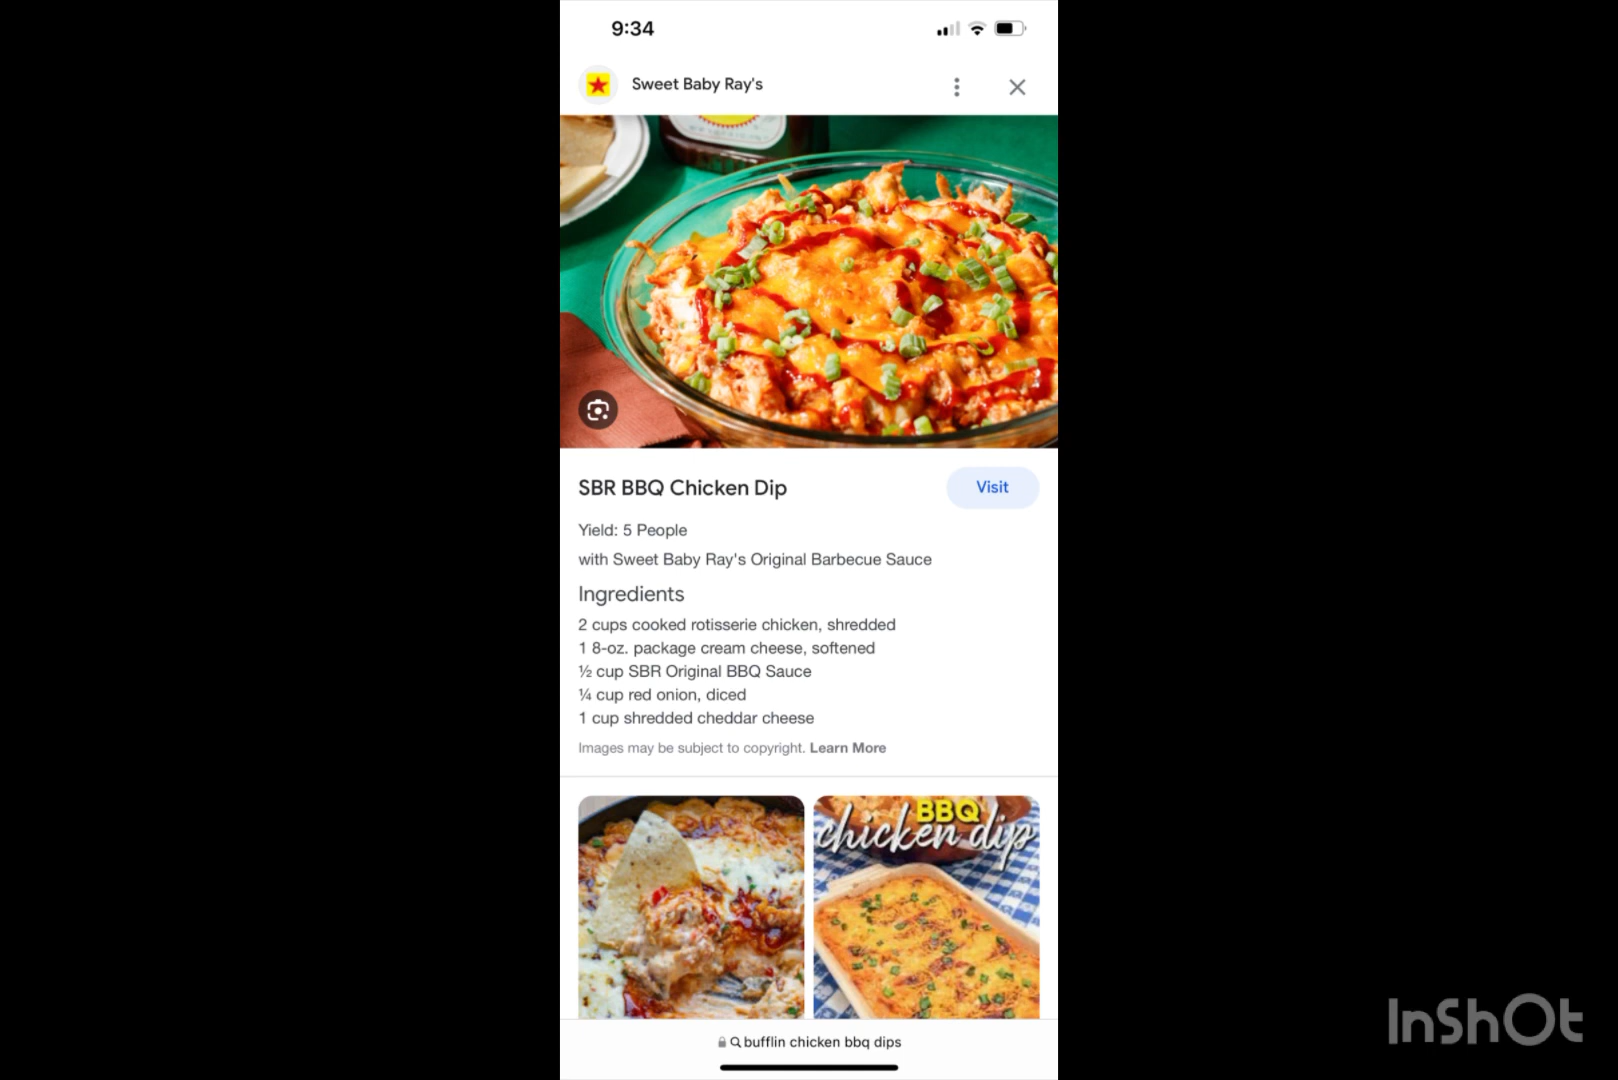 9:34
Sweet Baby Ray's
SBR BBQ Chicken Dip
Visit
Yield: 5 People
with Sweet Baby Ray's Original Barbecue Sauce
Ingredients
2 cups cooked rotisserie chicken, shredded
1 8-oz. package cream cheese, softened
½ cup SBR Original BBQ Sauce
¼ cup red onion, diced
1 cup shredded cheddar cheese
Images may be subject to copyright. Learn More
BBQ
chicken dip
bufflin chicken bbq dips
InShOt